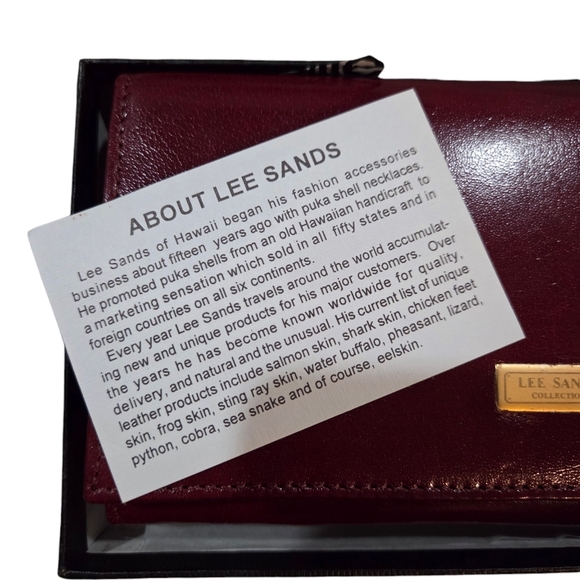 ABOUT LEE SANDS
Lee Sands of Hawaii began his fashion accessories
business about fifteen years ago with puka shell necklaces.
He promoted puka shells from an old Hawaiian handicraft to
a marketing sensation which sold in all fifty states and in
foreign countries on all six continents.
Every year Lee Sands travels around the world accumulat-
ing new and unique products for his major customers. Over
the years he has become known worldwide for quality,
delivery, and natural and the unusual. His current list of unique
leather products include salmon skin, shark skin, chicken feet
skin, frog skin, sting ray skin, water buffalo, pheasant, lizard,
python, cobra, sea snake and of course, eelskin.
LEE SAND
COLLECTION